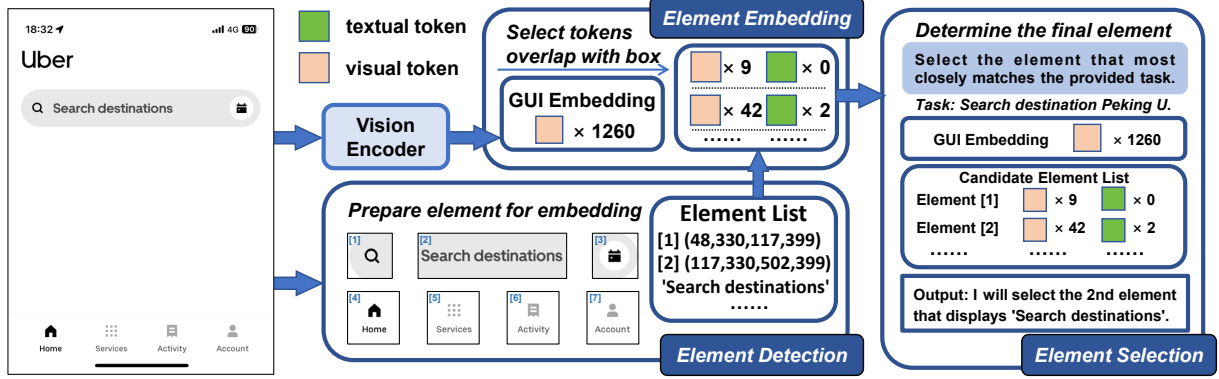 18:32
4G 90
Uber
Search destinations
Home
Services
Activity
Account
textual token
visual token
Vision
Encoder
Select tokens
overlap with box
GUI Embedding
× 1260
Element Embedding
× 9 × 0
× 42 × 2
...... ......
Prepare element for embedding
[1]
[2]
Search destinations
[3]
[4]
Home
[5]
Services
[6]
Activity
[7]
Account
Element List
[1] (48,330,117,399)
[2] (117,330,502,399)
'Search destinations'
......
Element Detection
Determine the final element
Select the element that most
closely matches the provided task.
Task: Search destination Peking U.
GUI Embedding × 1260
Candidate Element List
Element [1] × 9 × 0
Element [2] × 42 × 2
...... ...... ......
Output: I will select the 2nd element
that displays 'Search destinations'.
Element Selection